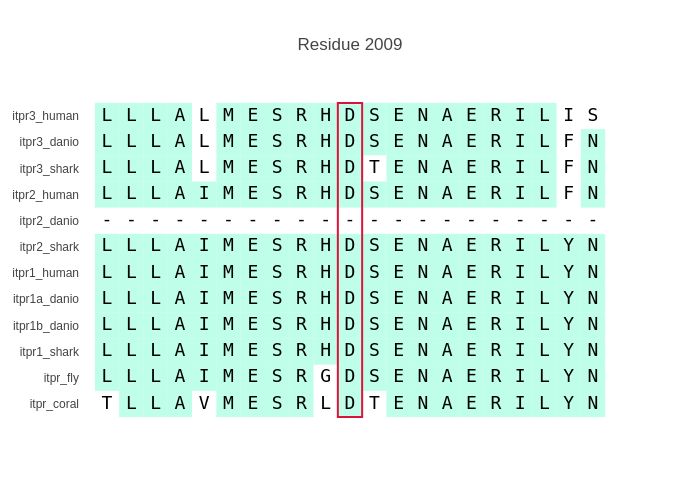 Residue 2009
itpr3_human L L L A L M E S R H D S E N A E R I L I S
itpr3_danio L L L A L M E S R H D S E N A E R I L F N
itpr3_shark L L L A L M E S R H D T E N A E R I L F N
itpr2_human L L L A I M E S R H D S E N A E R I L F N
itpr2_danio - - - - - - - - - - - - - - - - - - - - -
itpr2_shark L L L A I M E S R H D S E N A E R I L Y N
itpr1_human L L L A I M E S R H D S E N A E R I L Y N
itpr1a_danio L L L A I M E S R H D S E N A E R I L Y N
itpr1b_danio L L L A I M E S R H D S E N A E R I L Y N
itpr1_shark L L L A I M E S R H D S E N A E R I L Y N
itpr_fly L L L A I M E S R G D S E N A E R I L Y N
itpr_coral T L L A V M E S R L D T E N A E R I L Y N